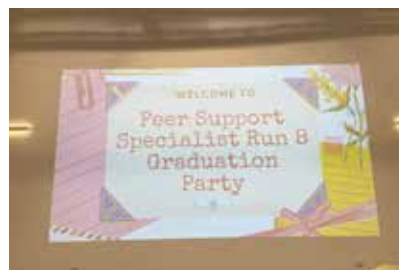 WELCOME TO
Peer Support
Specialist Run 8
Graduation
Party